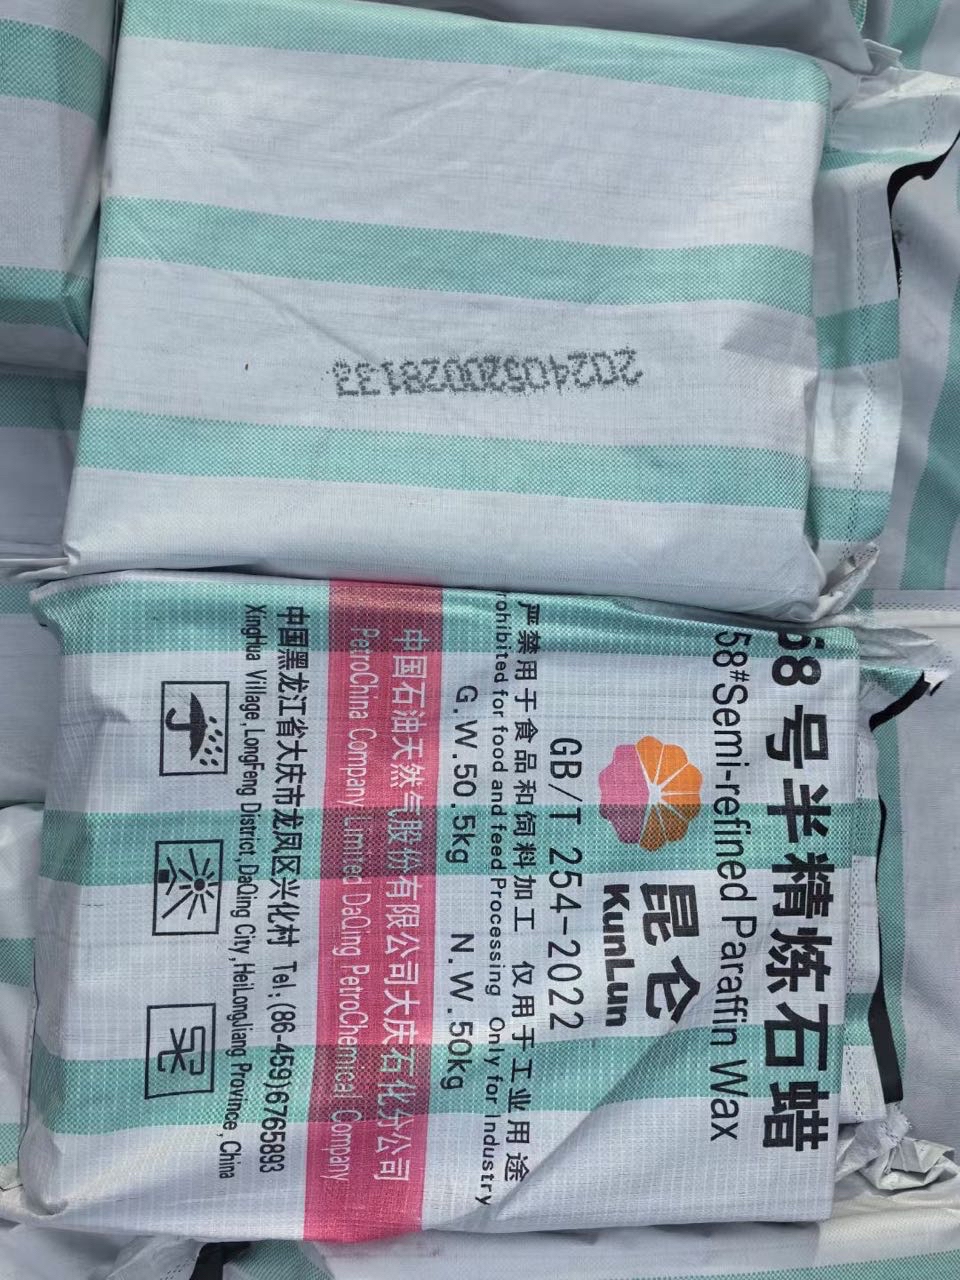 20240520028133
58 号半精炼石蜡
58#Semi-refined Paraffin Wax
昆仑
KunLun
GB/T 254-2022
严禁用于食品和饲料加工 仅用于工业用途
rohibited for food and feed Processing Only for Industry
G.W.50.5kg N.W.50kg
中国石油天然气股份有限公司大庆石化分公司
PetroChina Company Limited DaQing PetroChemical Company
中国黑龙江省大庆市龙凤区兴化村 Tel:(86-459)6765893
XingHua Village,LongFeng District,DaQing City,HeiLongJiang Province, China